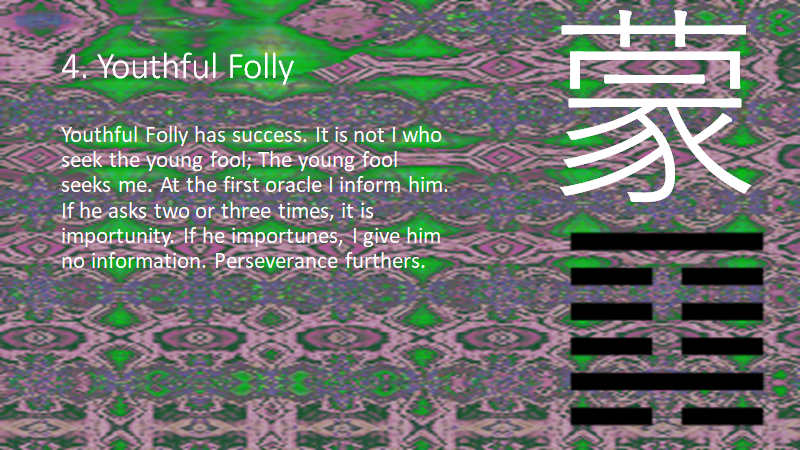 4. Youthful Folly
Youthful Folly has success. It is not I who
seek the young fool; The young fool
seeks me. At the first oracle I inform him.
If he asks two or three times, it is
importunity. If he importunes, I give him
no information. Perseverance furthers.
蒙